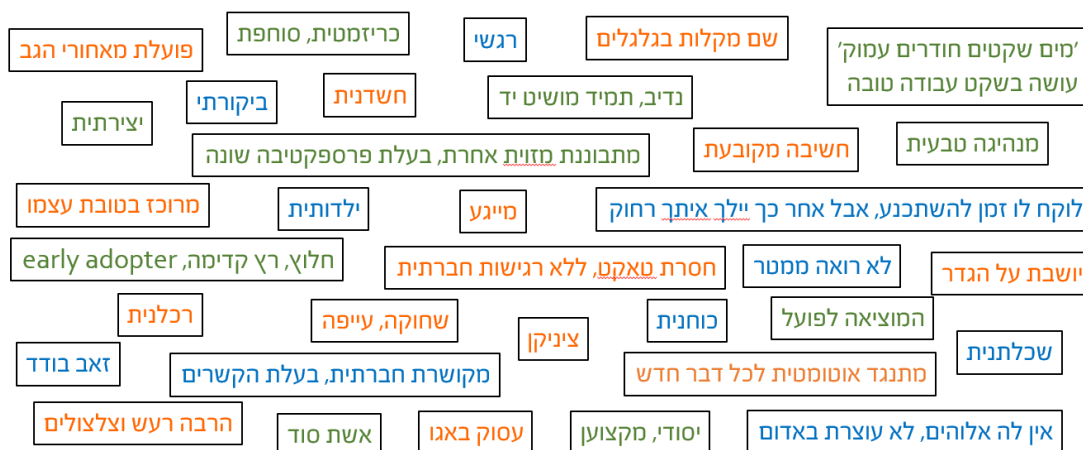 שם מקלות בגלגלים
רגשי
כריזמטית, סוחפת
פועלת מאחורי הגב
'מים שקטים חודרים עמוק'
עושה בשקט עבודה טובה
נדיב, תמיד מושיט יד
חשדנית
ביקורתי
יצירתית
מנהיגה טבעית
חשיבה מקובעת
מתבוננת מזוית אחרת, בעלת פרספקטיבה שונה
לוקח לו זמן להשתכנע, אבל אחר כך יילך איתך רחוק
מייגע
ילדותית
מרוכז בטובת עצמו
יושבת על הגדר
לא רואה ממטר
חסרת טאקט, ללא רגישות חברתית
חלוץ, רץ קדימה, early adopter
המוציאה לפועל
כוחנית
ציניקן
שחוקה, עייפה
רכלנית
שכלתנית
מתנגד אוטומטית לכל דבר חדש
מקושרת חברתית, בעלת הקשרים
זאב בודד
אין לה אלוהים, לא עוצרת באדום
יסודי, מקצוען
עסוק באגו
אשת סוד
הרבה רעש וצלצולים